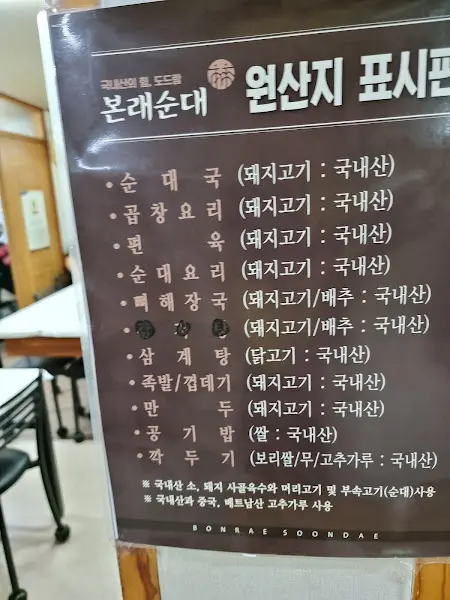 국내산의 힘, 도드람
본래순대
원산지 표시판
• 순대국 (돼지고기 : 국내산)
• 곱창요리 (돼지고기 : 국내산)
• 편육 (돼지고기 : 국내산)
• 순대요리 (돼지고기 : 국내산)
• 뼈해장국 (돼지고기/배추 : 국내산)
• (돼지고기/배추 : 국내산)
• 삼계탕 (닭고기 : 국내산)
• 족발/껍데기 (돼지고기 : 국내산)
• 만두 (돼지고기 : 국내산)
• 공기밥 (쌀 : 국내산)
• 깍두기 (보리쌀/무/고추가루 : 국내산)
※ 국내산 소, 돼지 사골육수와 머리고기 및 부속고기(순대)사용
※ 국내산과 중국, 베트남산 고추가루 사용
BONRAE SOONDAE